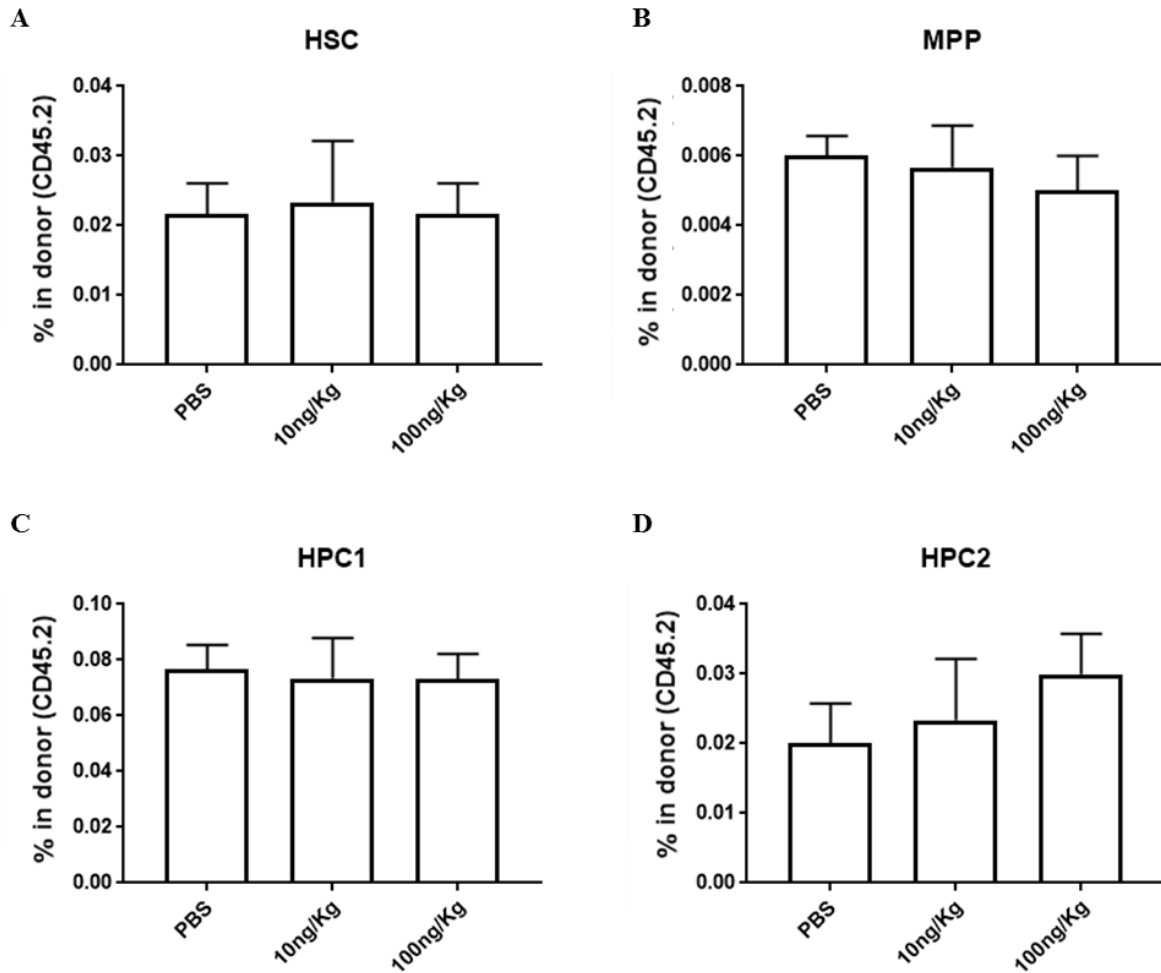 A
HSC
% in donor (CD45.2)
0.04
0.03
0.02
0.01
0.00
PBS
10ng/Kg
100ng/Kg
B
MPP
% in donor (CD45.2)
0.008
0.006
0.004
0.002
0.000
PBS
10ng/Kg
100ng/Kg
C
HPC1
% in donor (CD45.2)
0.10
0.08
0.06
0.04
0.02
0.00
PBS
10ng/Kg
100ng/Kg
D
HPC2
% in donor (CD45.2)
0.04
0.03
0.02
0.01
0.00
PBS
10ng/Kg
100ng/Kg